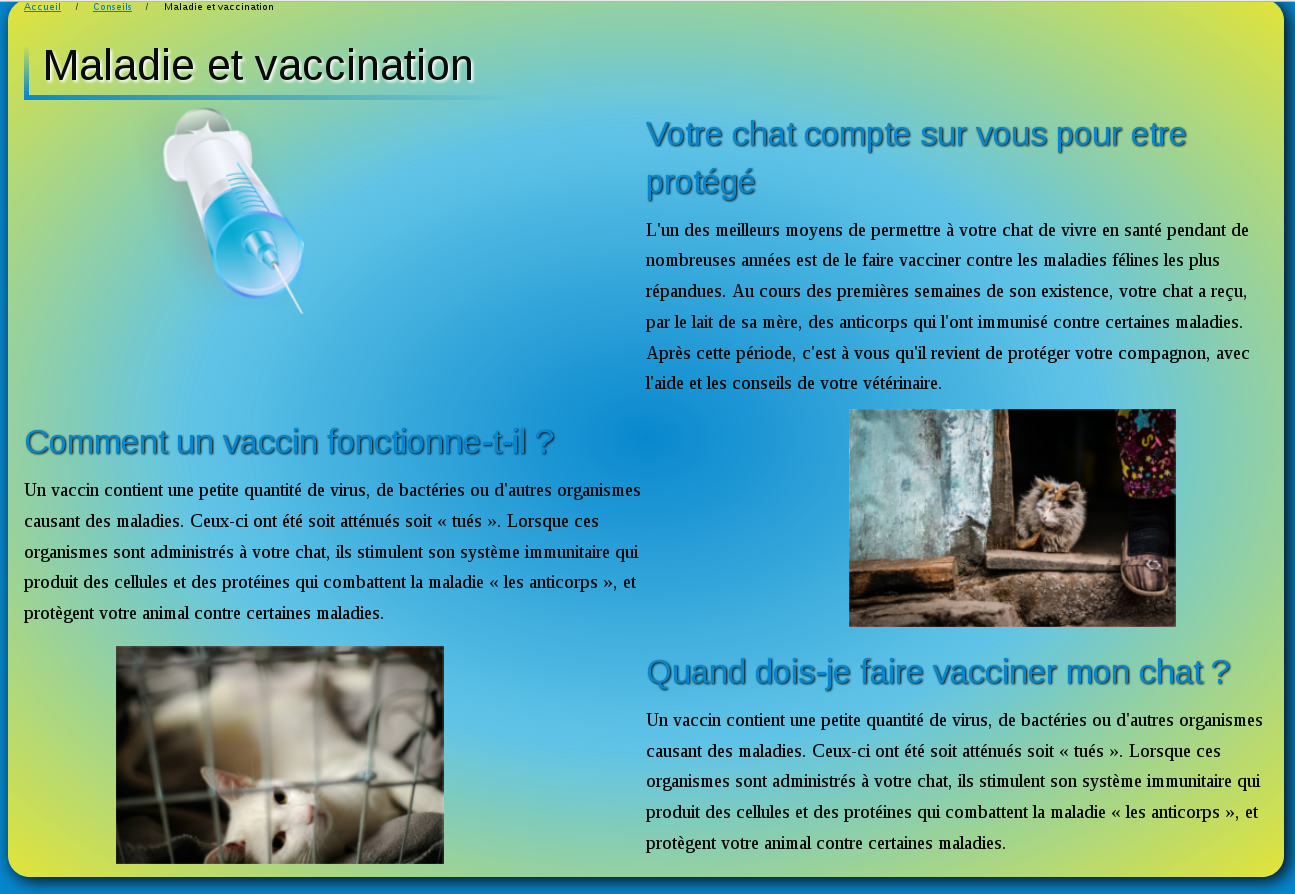 Accueil / Conseils / Maladie et vaccination
Maladie et vaccination
Votre chat compte sur vous pour etre
protégé
L'un des meilleurs moyens de permettre à votre chat de vivre en santé pendant de
nombreuses années est de le faire vacciner contre les maladies félines les plus
répandues. Au cours des premières semaines de son existence, votre chat a reçu,
par le lait de sa mère, des anticorps qui l'ont immunisé contre certaines maladies.
Après cette période, c'est à vous qu'il revient de protéger votre compagnon, avec
l'aide et les conseils de votre vétérinaire.
Comment un vaccin fonctionne-t-il ?
Un vaccin contient une petite quantité de virus, de bactéries ou d'autres organismes
causant des maladies. Ceux-ci ont été soit atténués soit « tués ». Lorsque ces
organismes sont administrés à votre chat, ils stimulent son système immunitaire qui
produit des cellules et des protéines qui combattent la maladie « les anticorps », et
protègent votre animal contre certaines maladies.
Quand dois-je faire vacciner mon chat ?
Un vaccin contient une petite quantité de virus, de bactéries ou d'autres organismes
causant des maladies. Ceux-ci ont été soit atténués soit « tués ». Lorsque ces
organismes sont administrés à votre chat, ils stimulent son système immunitaire qui
produit des cellules et des protéines qui combattent la maladie « les anticorps », et
protègent votre animal contre certaines maladies.